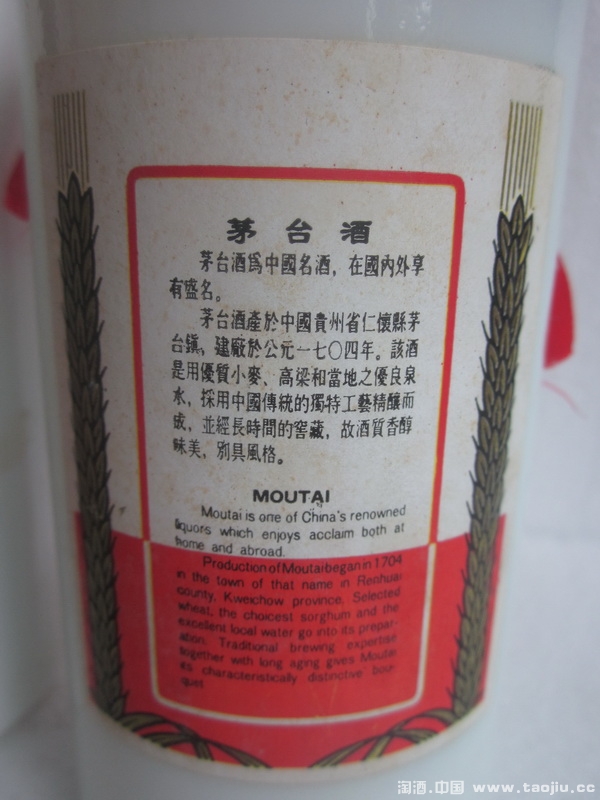 茅台酒
茅台酒爲中國名酒，在國內外享
有盛名。
茅台酒產於中國貴州省仁懷縣茅
台鎮，建廠於公元一七〇四年。該酒
是用優質小麥、高梁和當地之優良泉
水，採用中國傳統的獨特工藝精釀而
成，並經長時間的窖藏，故酒質香醇
味美，別具風格。
MOUTAI
Moutai is one of China's renowned
liquors which enjoys acclaim both at
home and abroad.
Production of Moutai began in 1704
in the town of that name in Renhuai
county, Kweichow province. Selected
wheat, the choicest sorghum and the
excellent local water go into its prepar-
ation. Traditional brewing expertise
together with long aging gives Moutai
its characteristically distinctive bou-
quet
淘酒.中国 www.taojiu.cc